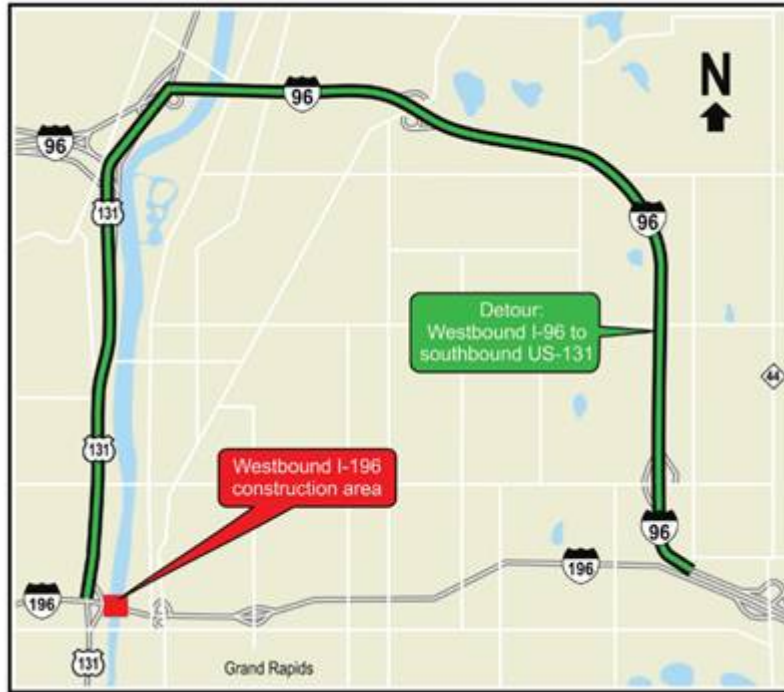 N
96
96
131
96
Detour:
Westbound I-96 to
southbound US-131
44
131
Westbound I-196
construction area
96
196
196
131
Grand Rapids